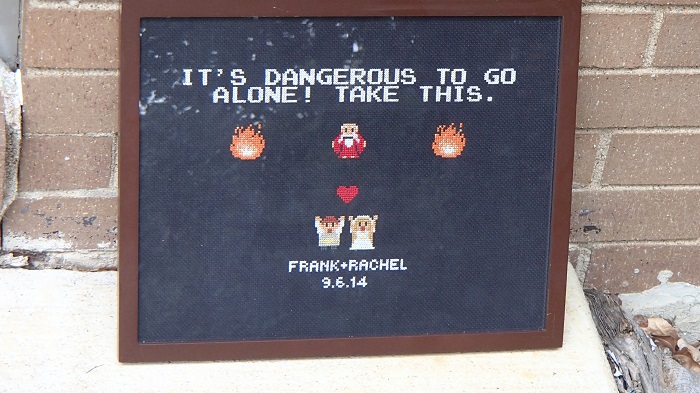 IT'S DANGEROUS TO GO
ALONE! TAKE THIS.
FRANK+RACHEL
9.6.14